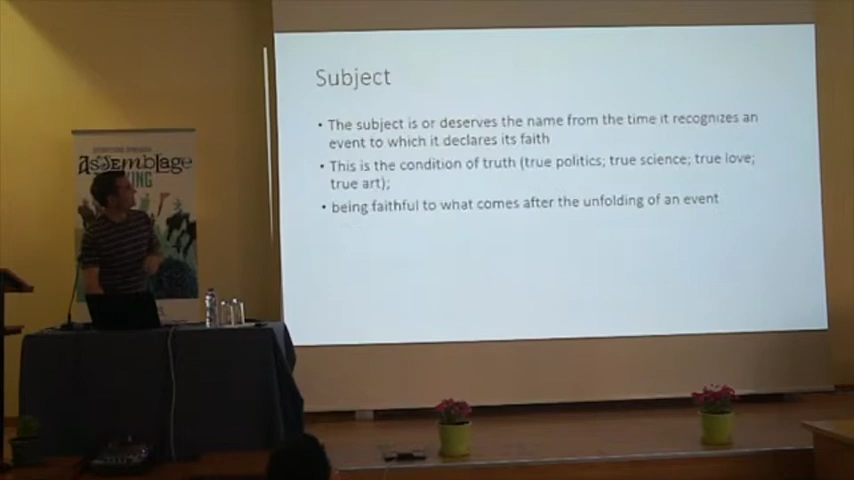 Subject
• The subject is or deserves the name from the time it recognizes an
event to which it declares its faith
• This is the condition of truth (true politics; true science; true love;
true art);
• being faithful to what comes after the unfolding of an event
Assemblage